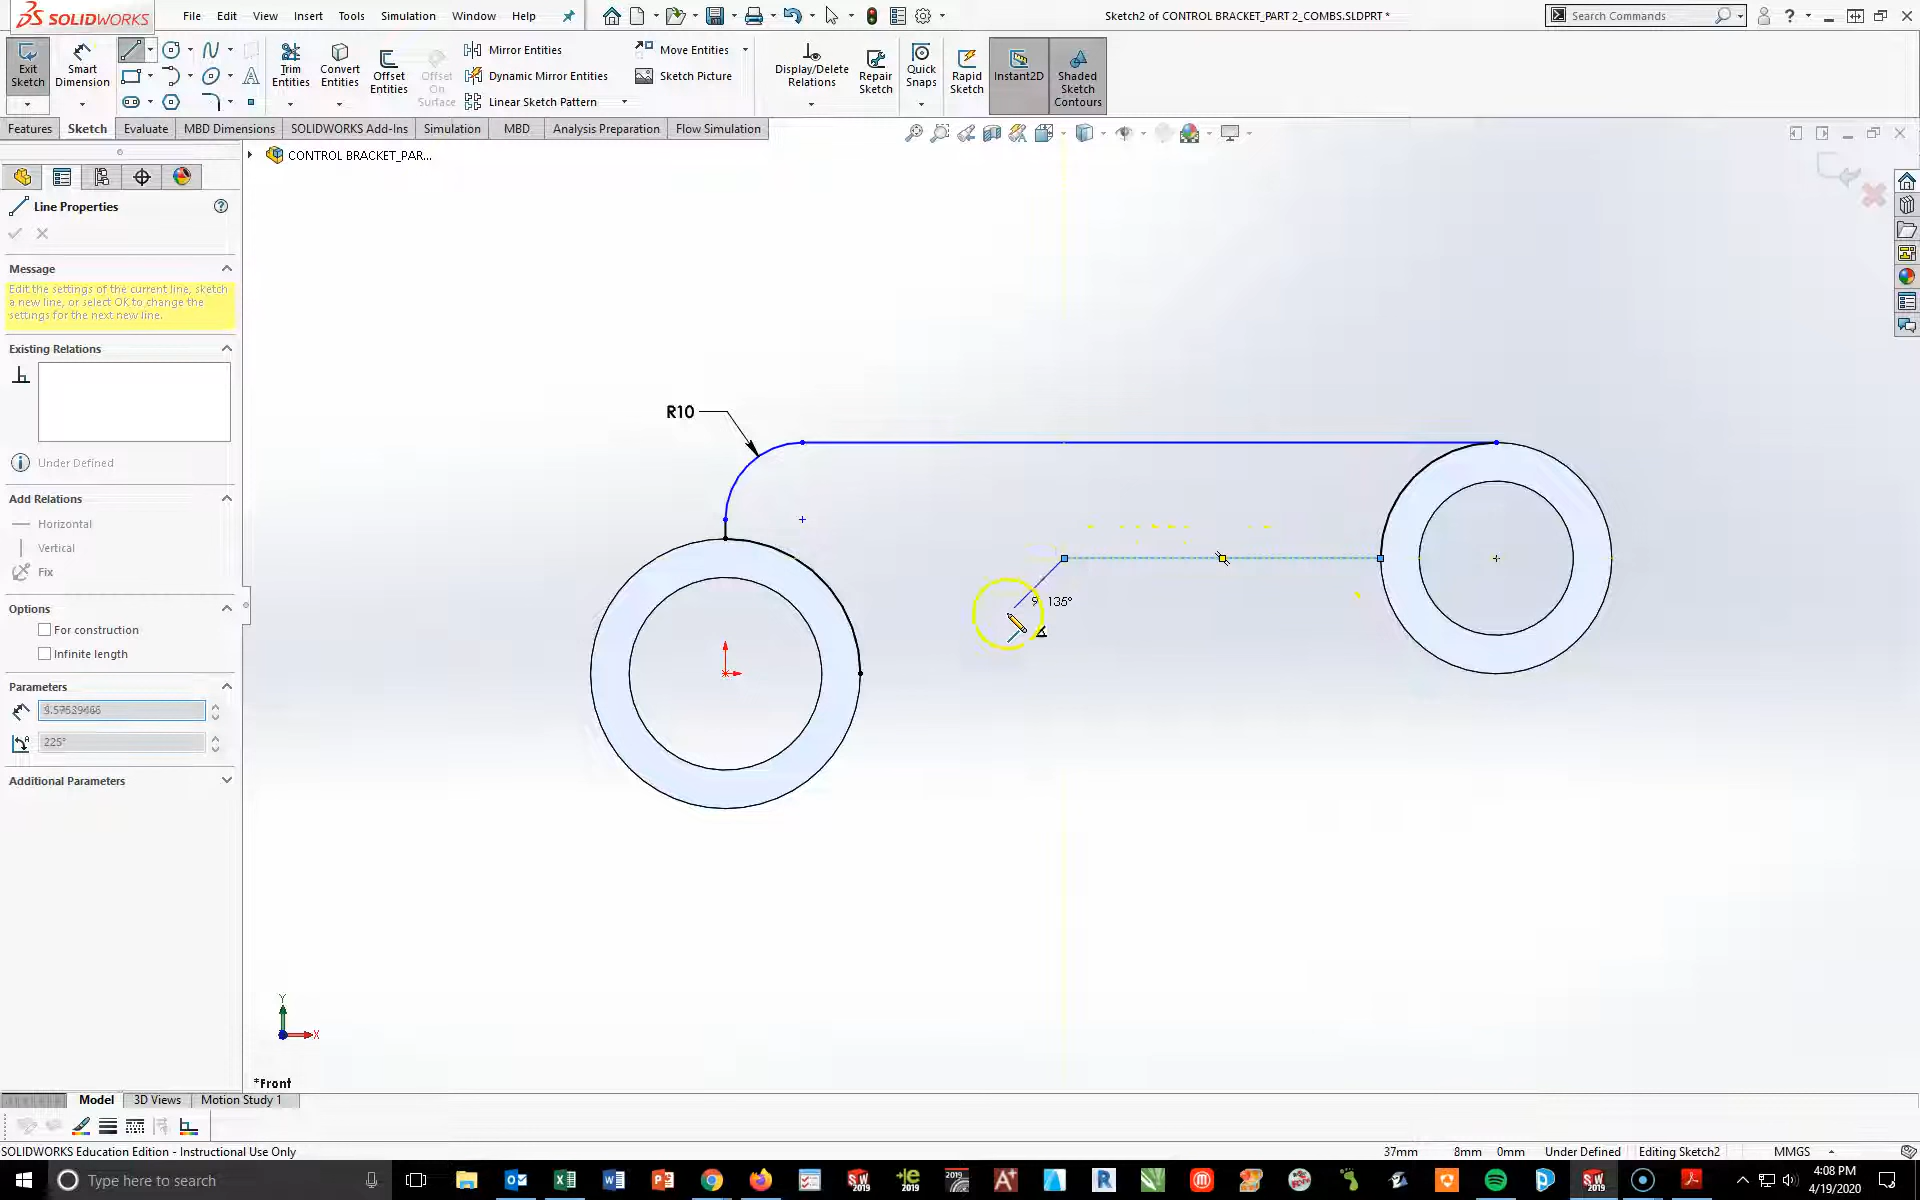 SOLIDWORKS File Edit View Insert Tools Simulation Window Help Sketch2 of CONTROL BRACKET_PART 2_COMBS.SLDPRT * Search Commands
Exit Sketch
Smart Dimension
Trim Entities
Convert Entities
Offset Entities
Offset On Surface
Mirror Entities
Dynamic Mirror Entities
Linear Sketch Pattern
Move Entities
Sketch Picture
Display/Delete Relations
Repair Sketch
Quick Snaps
Rapid Sketch
Instant2D
Shaded Sketch Contours
Features Sketch Evaluate MBD Dimensions SOLIDWORKS Add-Ins Simulation MBD Analysis Preparation Flow Simulation
CONTROL BRACKET_PAR...
Line Properties
Message
Edit the settings of the current line, sketch
a new line, or select OK to change the
settings for the next new line.
Existing Relations
Under Defined
Add Relations
Horizontal
Vertical
Fix
Options
For construction
Infinite length
Parameters
9.57539466
225°
Additional Parameters
R10
135°
Y
X
*Front
Model 3D Views Motion Study 1
SOLIDWORKS Education Edition - Instructional Use Only 37mm 8mm 0mm Under Defined Editing Sketch2 MMGS
Type here to search
4:08 PM
4/19/2020